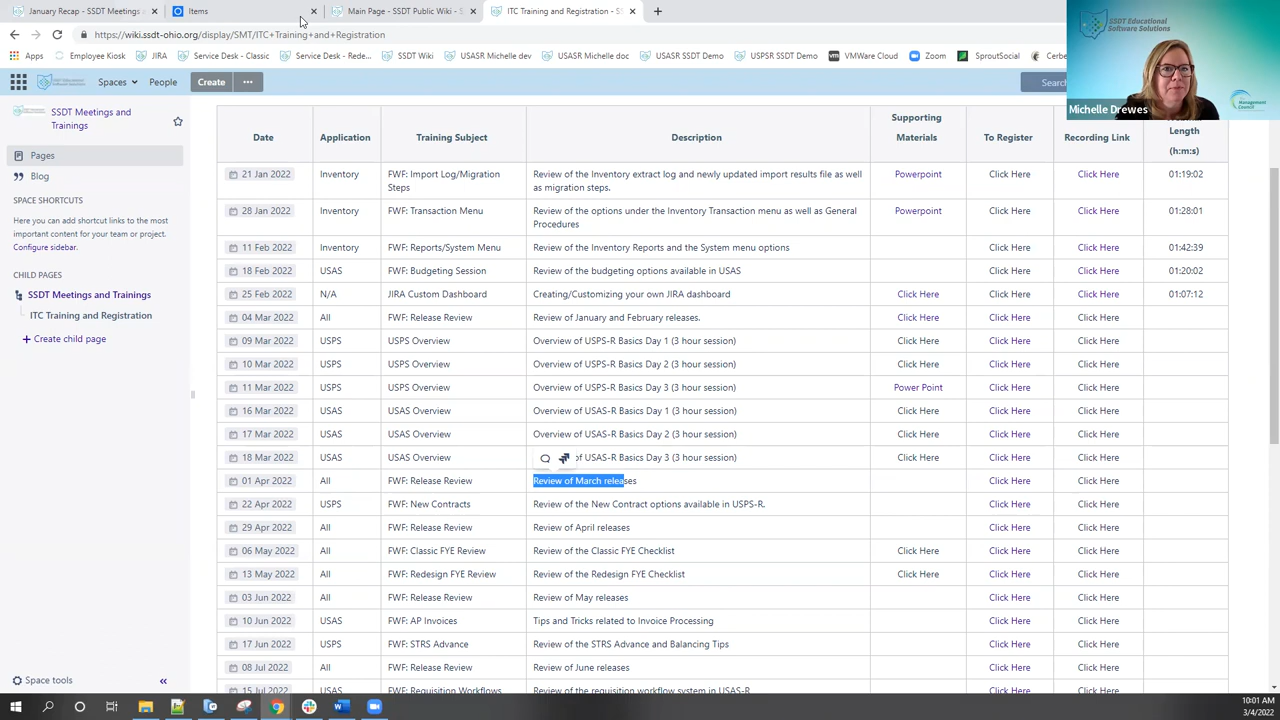 January Recap - SSDT Meetings a
Items
Main Page - SSDT Public Wiki - S
ITC Training and Registration - SS
https://wiki.ssdt-ohio.org/display/SMT/ITC+Training+and+Registration
Apps
Employee Kiosk
JIRA
Service Desk - Classic
Service Desk - Rede...
SSDT Wiki
USASR Michelle dev
USASR Michelle doc
USASR SSDT Demo
USPSR SSDT Demo
VMWare Cloud
Zoom
SproutSocial
Cerbe
SSDT Educational
Software Solutions
Management
Council
Michelle Drewes
Spaces
People
Create
Search
SSDT Meetings and
Trainings
Pages
Blog
SPACE SHORTCUTS
Here you can add shortcut links to the most
important content for your team or project.
Configure sidebar.
CHILD PAGES
SSDT Meetings and Trainings
ITC Training and Registration
+ Create child page
Space tools
Date Application Training Subject Description Supporting Materials To Register Recording Link Length (h:m:s)
21 Jan 2022 Inventory FWF: Import Log/Migration Steps Review of the Inventory extract log and newly updated import results file as well as migration steps. Powerpoint Click Here Click Here 01:19:02
28 Jan 2022 Inventory FWF: Transaction Menu Review of the options under the Inventory Transaction menu as well as General Procedures Powerpoint Click Here Click Here 01:28:01
11 Feb 2022 Inventory FWF: Reports/System Menu Review of the Inventory Reports and the System menu options Click Here Click Here 01:42:39
18 Feb 2022 USAS FWF: Budgeting Session Review of the budgeting options available in USAS Click Here Click Here 01:20:02
25 Feb 2022 N/A JIRA Custom Dashboard Creating/Customizing your own JIRA dashboard Click Here Click Here Click Here 01:07:12
04 Mar 2022 All FWF: Release Review Review of January and February releases. Click Here Click Here Click Here
09 Mar 2022 USPS USPS Overview Overview of USPS-R Basics Day 1 (3 hour session) Click Here Click Here Click Here
10 Mar 2022 USPS USPS Overview Overview of USPS-R Basics Day 2 (3 hour session) Click Here Click Here Click Here
11 Mar 2022 USPS USPS Overview Overview of USPS-R Basics Day 3 (3 hour session) Power Point Click Here Click Here
16 Mar 2022 USAS USAS Overview Overview of USAS-R Basics Day 1 (3 hour session) Click Here Click Here Click Here
17 Mar 2022 USAS USAS Overview Overview of USAS-R Basics Day 2 (3 hour session) Click Here Click Here Click Here
18 Mar 2022 USAS USAS Overview of USAS-R Basics Day 3 (3 hour session) Click Here Click Here Click Here
01 Apr 2022 All FWF: Release Review Review of March releases Click Here Click Here
22 Apr 2022 USPS FWF: New Contracts Review of the New Contract options available in USPS-R. Click Here Click Here
29 Apr 2022 All FWF: Release Review Review of April releases Click Here Click Here
06 May 2022 All FWF: Classic FYE Review Review of the Classic FYE Checklist Click Here Click Here Click Here
13 May 2022 All FWF: Redesign FYE Review Review of the Redesign FYE Checklist Click Here Click Here Click Here
03 Jun 2022 All FWF: Release Review Review of May releases Click Here Click Here
10 Jun 2022 USAS FWF: AP Invoices Tips and Tricks related to Invoice Processing Click Here Click Here
17 Jun 2022 USPS FWF: STRS Advance Review of the STRS Advance and Balancing Tips Click Here Click Here
08 Jul 2022 All FWF: Release Review Review of June releases Click Here Click Here
15 Jul 2022 USAS FWF: Requisition Workflows Review of the requisition workflow system in USAS-R Click Here Click Here
10:01 AM
3/4/2022